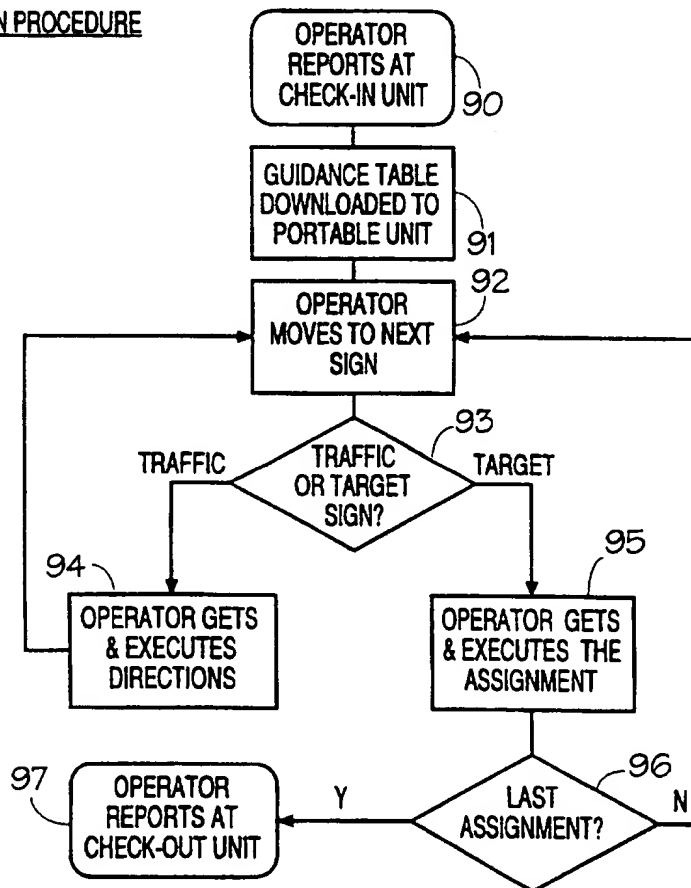 N PROCEDURE
OPERATOR
REPORTS AT
CHECK-IN UNIT
90
GUIDANCE TABLE
DOWNLOADED TO
PORTABLE UNIT
91
92
OPERATOR
MOVES TO NEXT
SIGN
93
TRAFFIC
TRAFFIC
OR TARGET
SIGN?
TARGET
94
OPERATOR GETS
& EXECUTES
DIRECTIONS
95
OPERATOR GETS
& EXECUTES THE
ASSIGNMENT
96
LAST
ASSIGNMENT?
Y
N
97
OPERATOR
REPORTS AT
CHECK-OUT UNIT